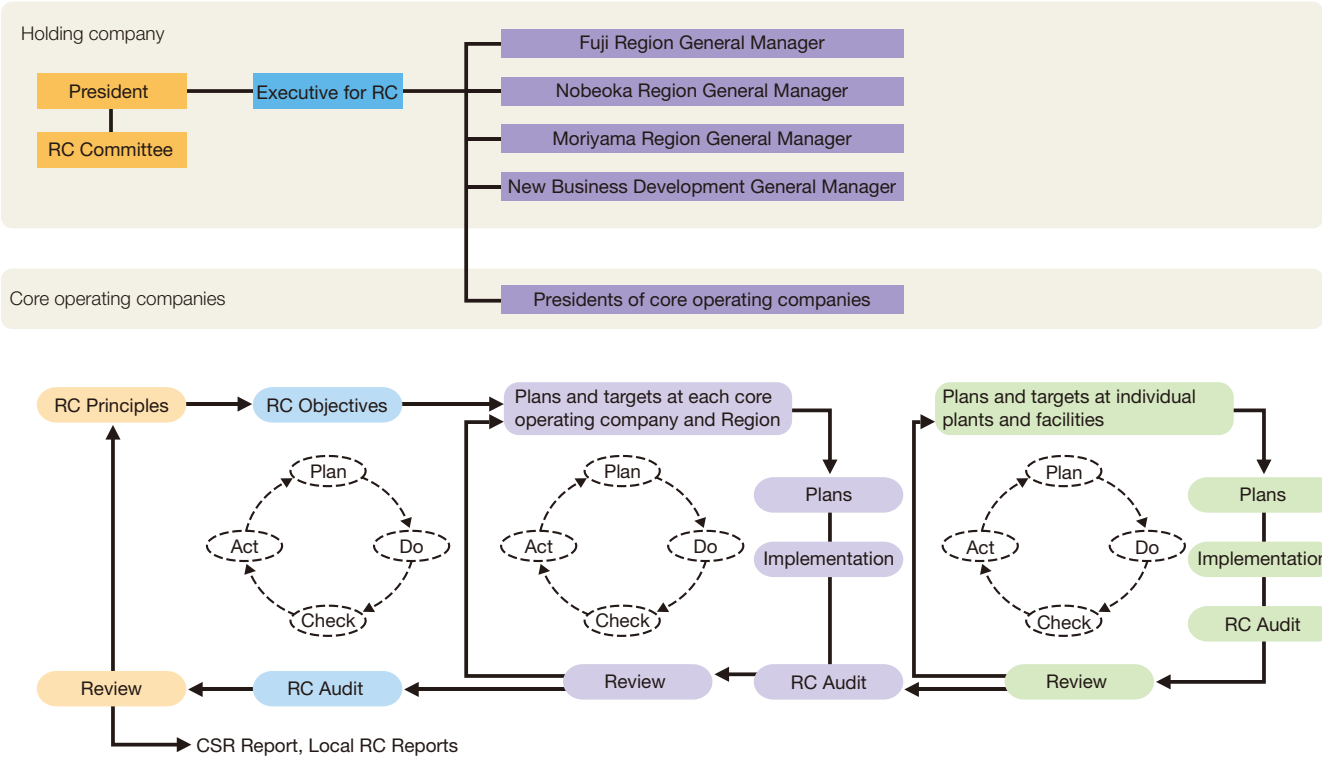 Holding company
President
RC Committee
Executive for RC
Fuji Region General Manager
Nobeoka Region General Manager
Moriyama Region General Manager
New Business Development General Manager
Core operating companies
Presidents of core operating companies
RC Principles
RC Objectives
Plans and targets at each core
operating company and Region
Plans and targets at individual
plants and facilities
Plan
Act
Do
Check
Plan
Act
Do
Check
Plans
Implementation
Plan
Act
Do
Check
Plans
Implementation
RC Audit
Review
RC Audit
Review
RC Audit
Review
CSR Report, Local RC Reports